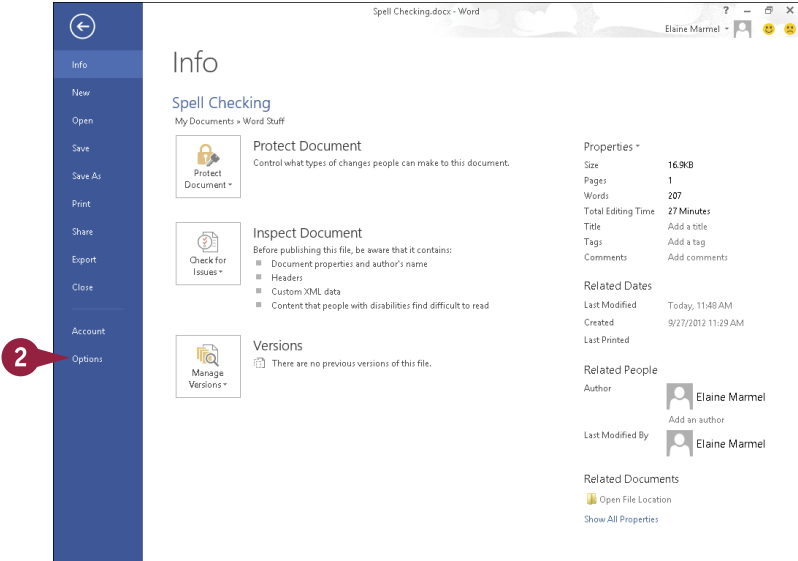 Spell Checking.docx - Word
?
Elaine Marmel
Info
New
Open
Save
Save As
Print
Share
Export
Close
Account
2
Options
Info
Spell Checking
My Documents » Word Stuff
Protect Document
Protect Document
Control what types of changes people can make to this document.
Check for Issues
Inspect Document
Before publishing this file, be aware that it contains:
Document properties and author's name
Headers
Custom XML data
Content that people with disabilities find difficult to read
Manage Versions
Versions
There are no previous versions of this file.
Properties
Size 16.9KB
Pages 1
Words 207
Total Editing Time 27 Minutes
Title Add a title
Tags Add a tag
Comments Add comments
Related Dates
Last Modified Today, 11:48 AM
Created 9/27/2012 11:29 AM
Last Printed
Related People
Author Elaine Marmel
Add an author
Last Modified By Elaine Marmel
Related Documents
Open File Location
Show All Properties